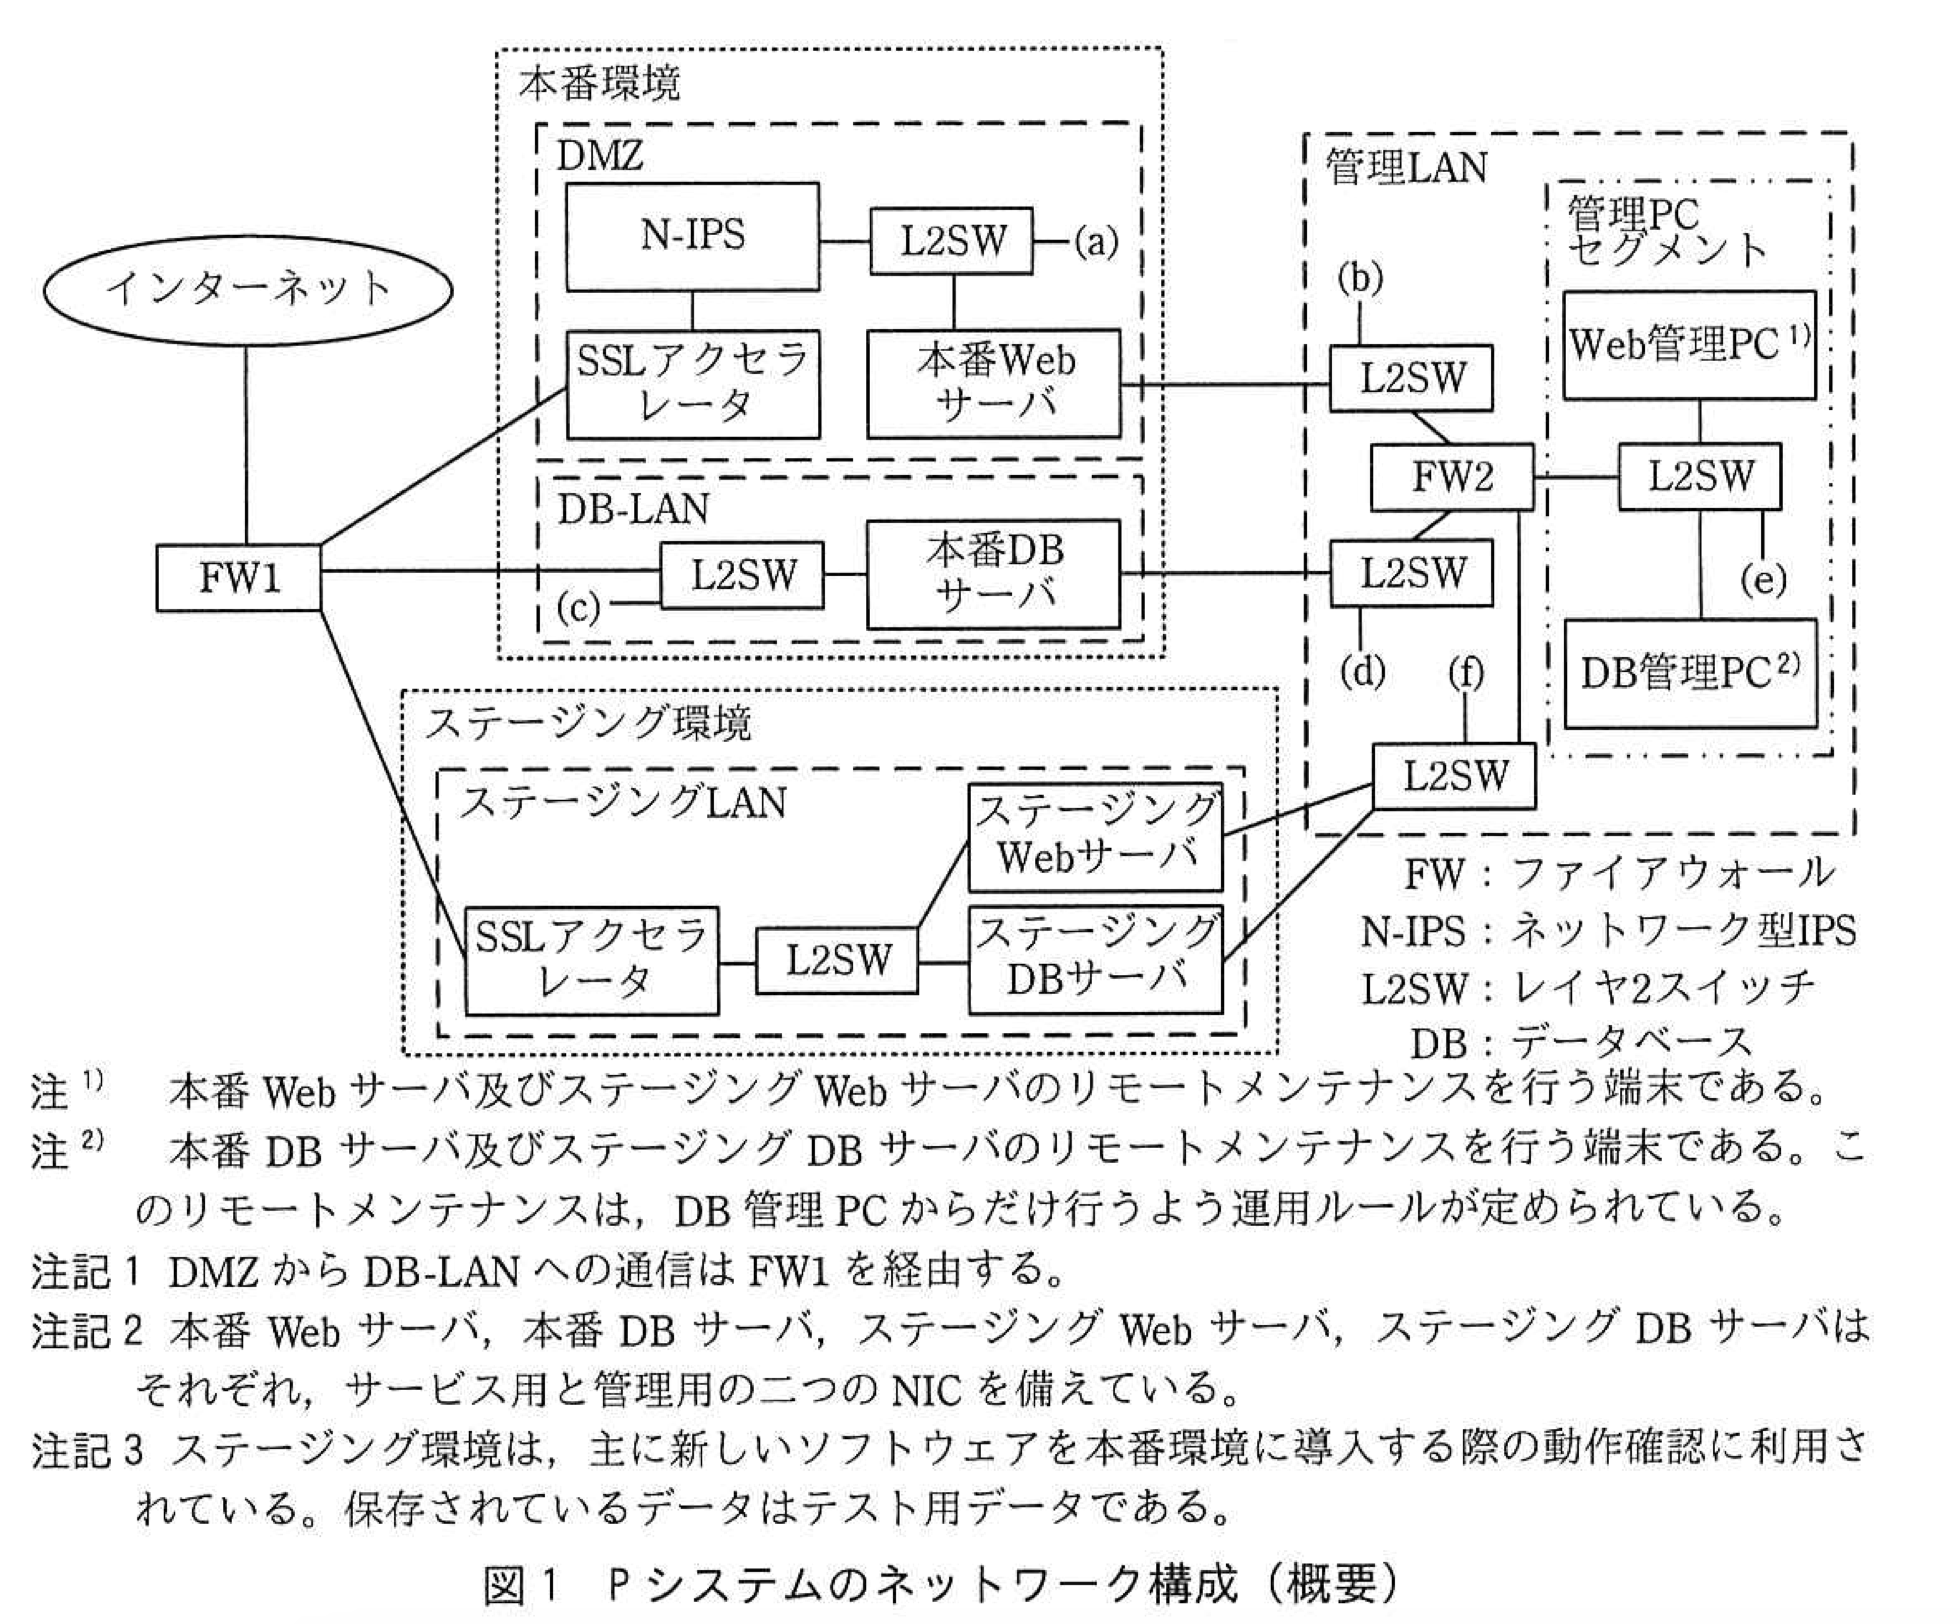 本番環境
DMZ
N-IPS
L2SW
(a)
SSLアクセラ
レータ
本番Web
サーバ
インターネット
FW1
DB-LAN
L2SW
(c)
本番DB
サーバ
管理LAN
(b)
L2SW
FW2
L2SW
(d)
(f)
L2SW
管理PC
セグメント
Web管理PC1)
L2SW
(e)
DB管理PC2)
ステージング環境
ステージングLAN
SSLアクセラ
レータ
L2SW
ステージング
Webサーバ
ステージング
DBサーバ
FW：ファイアウォール
N-IPS：ネットワーク型IPS
L2SW：レイヤ2スイッチ
DB：データベース
注1) 本番 Web サーバ及びステージング Web サーバのリモートメンテナンスを行う端末である。
注2) 本番 DB サーバ及びステージング DB サーバのリモートメンテナンスを行う端末である。こ
のリモートメンテナンスは，DB 管理 PC からだけ行うよう運用ルールが定められている。
注記1 DMZ から DB-LAN への通信は FW1 を経由する。
注記2 本番 Web サーバ，本番 DB サーバ，ステージング Web サーバ，ステージング DB サーバは
それぞれ，サービス用と管理用の二つの NIC を備えている。
注記3 ステージング環境は，主に新しいソフトウェアを本番環境に導入する際の動作確認に利用さ
れている。保存されているデータはテスト用データである。
図1 Pシステムのネットワーク構成（概要）